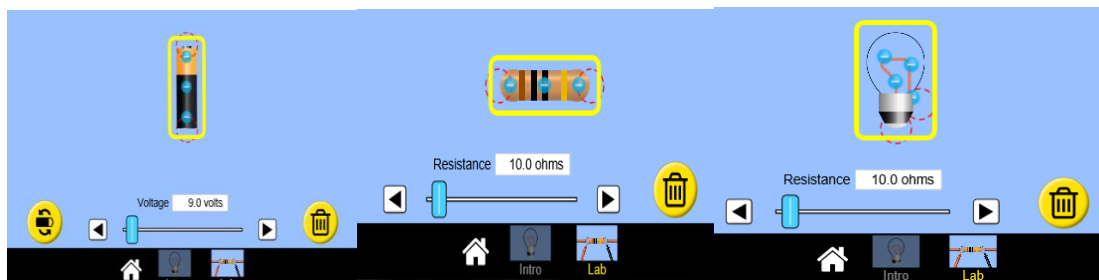 Voltage 9.0 volts
Resistance 10.0 ohms
Intro Lab
Resistance 10.0 ohms
Intro Lab